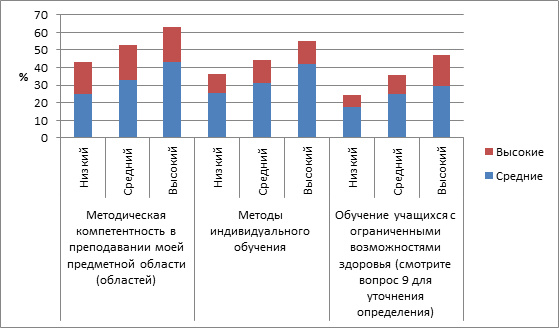 70
60
50
40
30
20
10
0
%
Низкий
Средний
Высокий
Низкий
Средний
Высокий
Низкий
Средний
Высокий
Методическая
компетентность в
преподавании моей
предметной области
(областей)
Методы
индивидуального
обучения
Обучение учащихся с
ограниченными
возможностями
здоровья (смотрите
вопрос 9 для
уточнения
определения)
Высокие
Средние